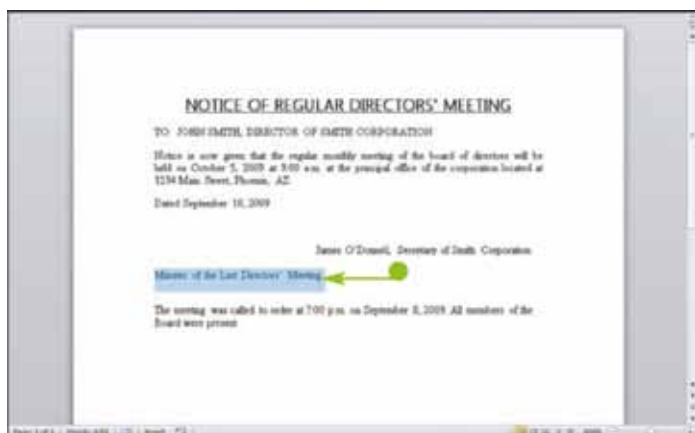 NOTICE OF REGULAR DIRECTORS' MEETING
TO: JOHN SMITH, DIRECTOR OF SMITH CORPORATION
Notice is now given that the regular monthly meeting of the board of directors will be
held on October 5, 2009 at 9:00 a.m. at the principal office of the corporation located at
1234 Main Street, Phoenix, AZ.
Dated September 10, 2009
James O'Donnell, Secretary of Smith Corporation
Minutes of the Last Directors' Meeting
The meeting was called to order at 7:00 p.m. on September 8, 2009. All members of the
Board were present